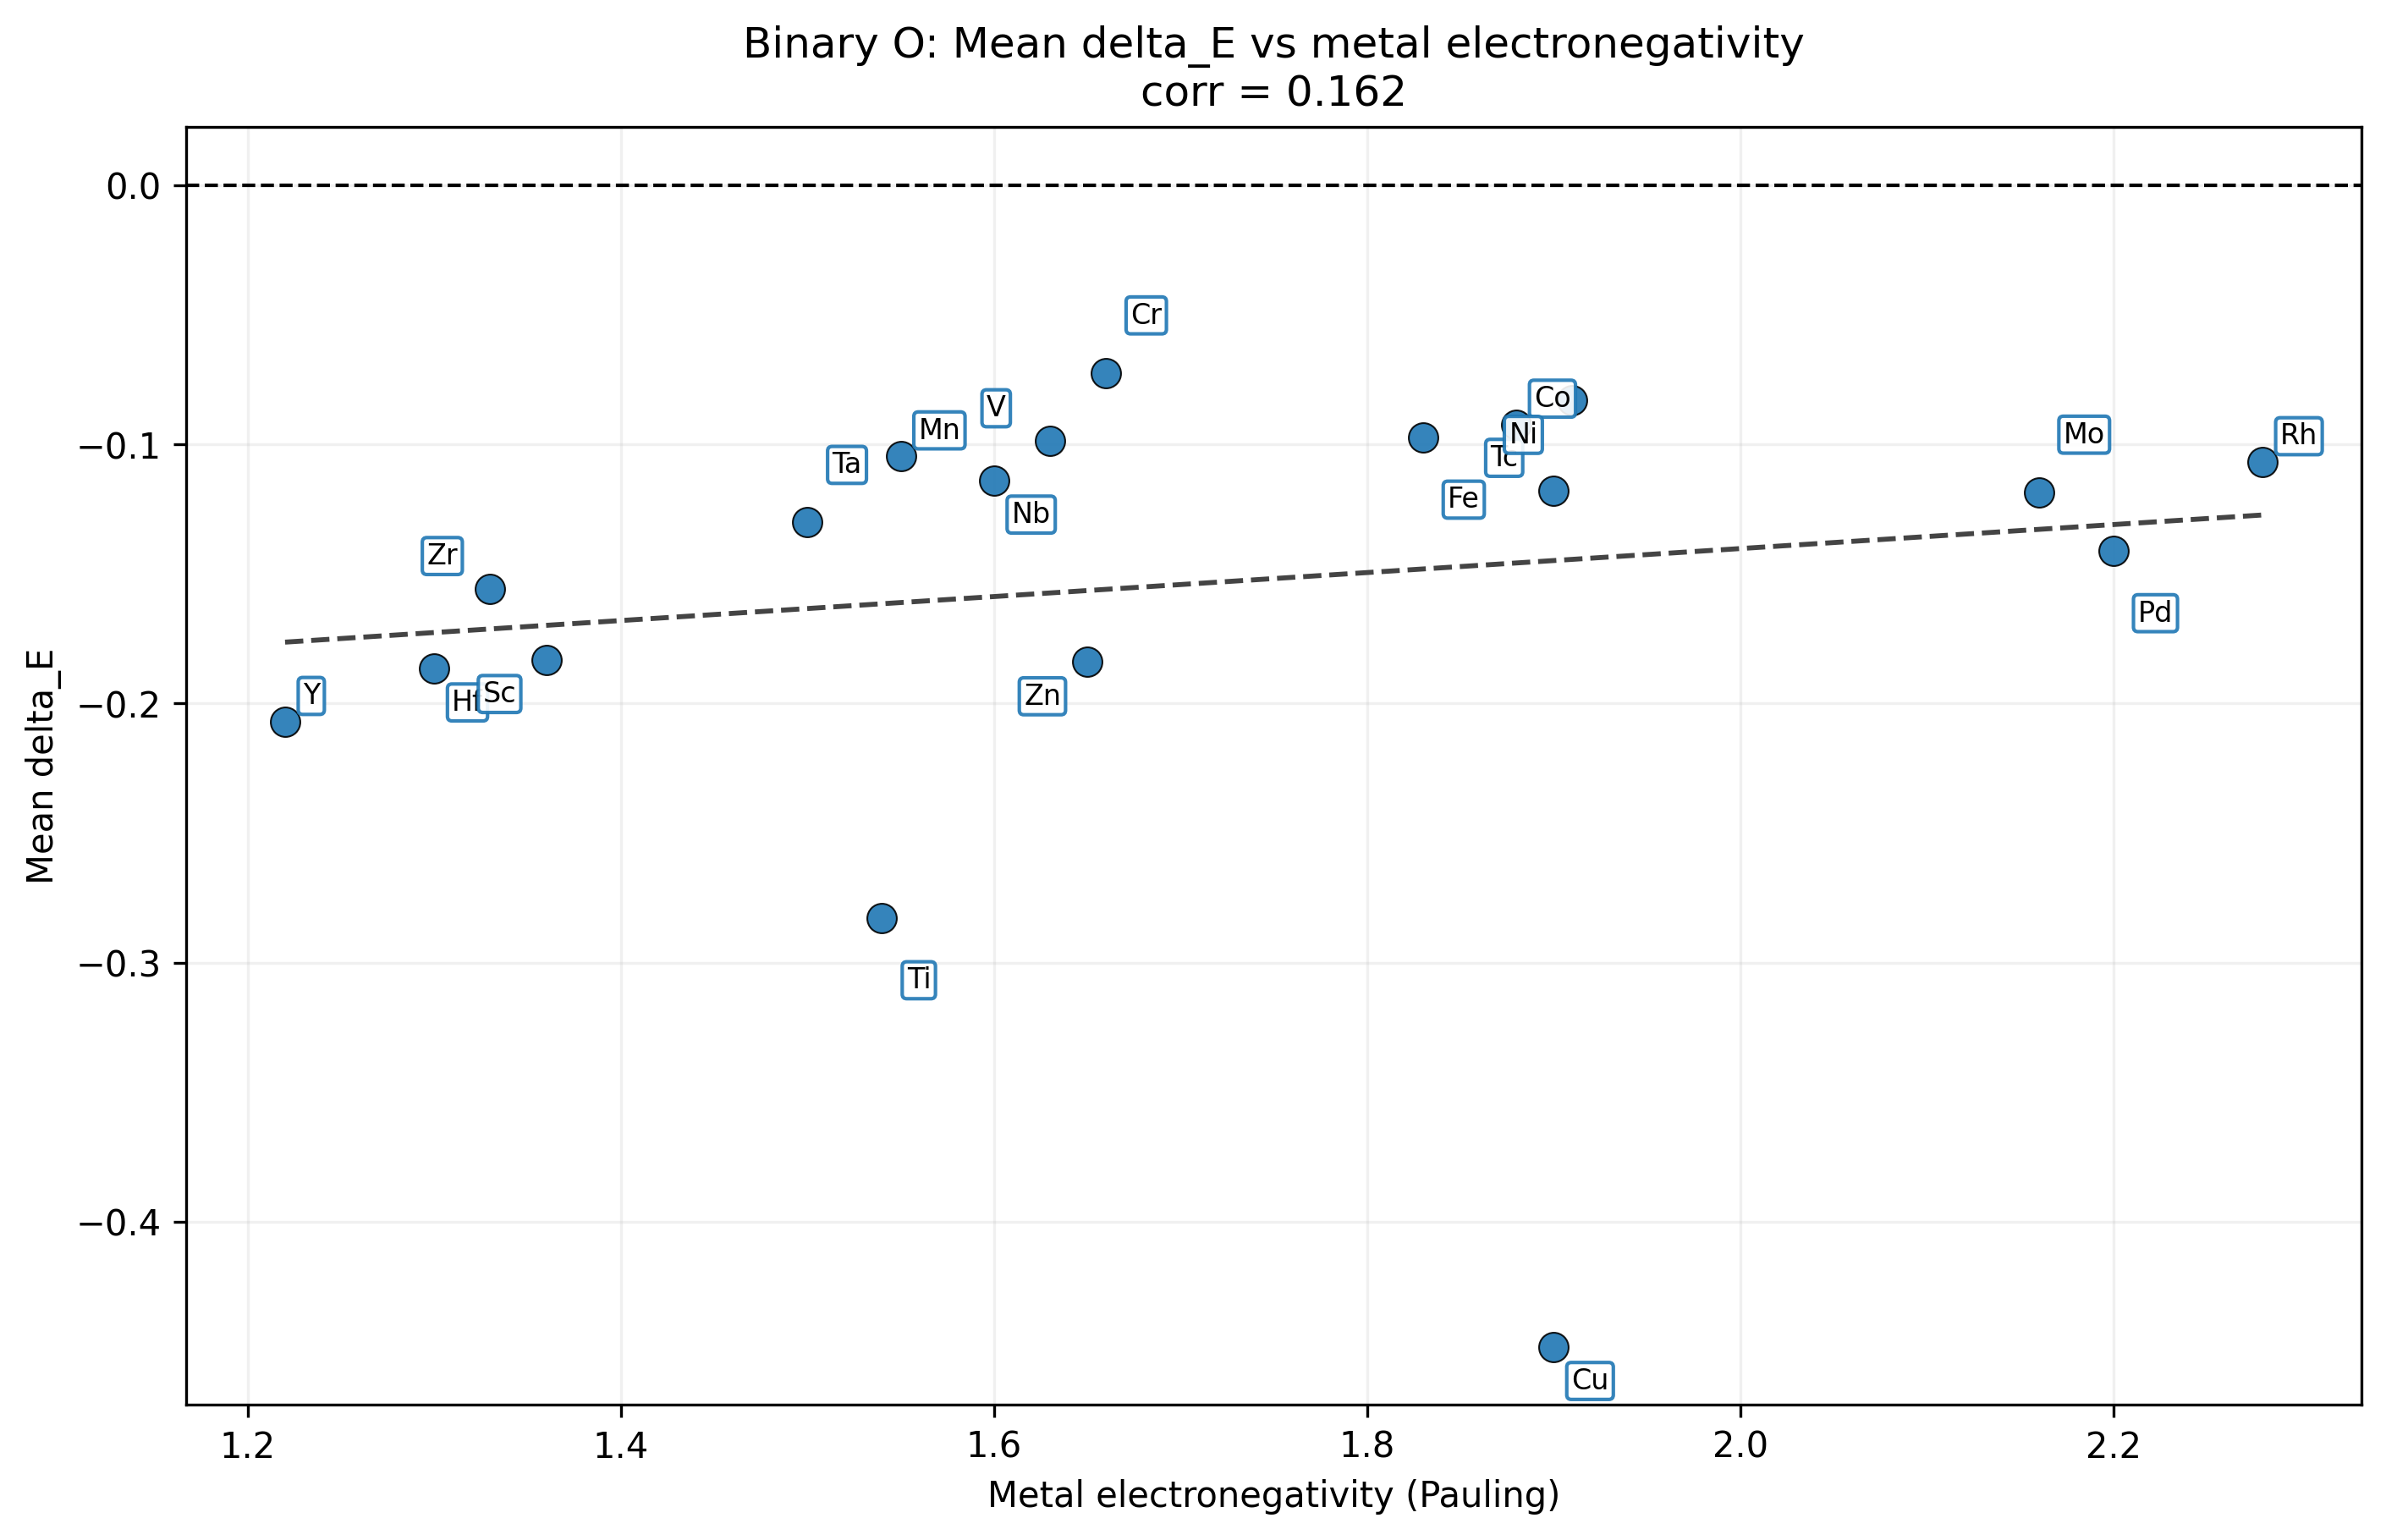 Binary O: Mean delta_E vs metal electronegativity
corr = 0.162
Mean delta_E
0.0
−0.1
−0.2
−0.3
−0.4
Cr
Co
V
Mn
Ni
Mo
Rh
Ta
Tc
Fe
Nb
Zr
Pd
Y
Hf
Sc
Zn
Ti
Cu
1.2
1.4
1.6
1.8
2.0
2.2
Metal electronegativity (Pauling)